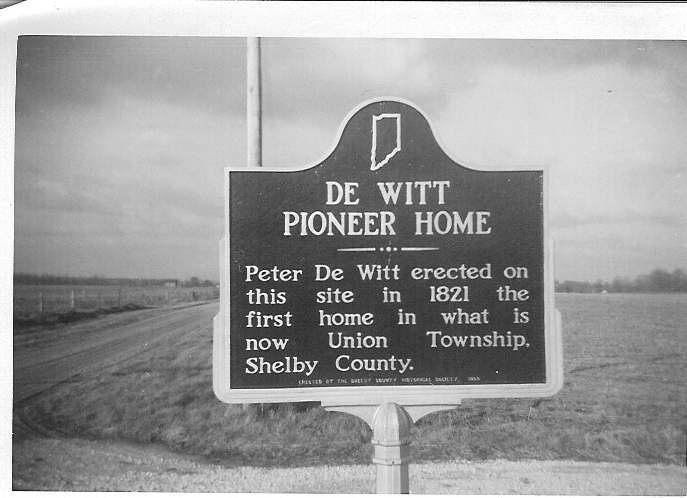 DE WITT
PIONEER HOME
Peter De Witt erected on
this site in 1821 the
first home in what is
now Union Township,
Shelby County.
ERECTED BY THE SHELBY COUNTY HISTORICAL SOCIETY,